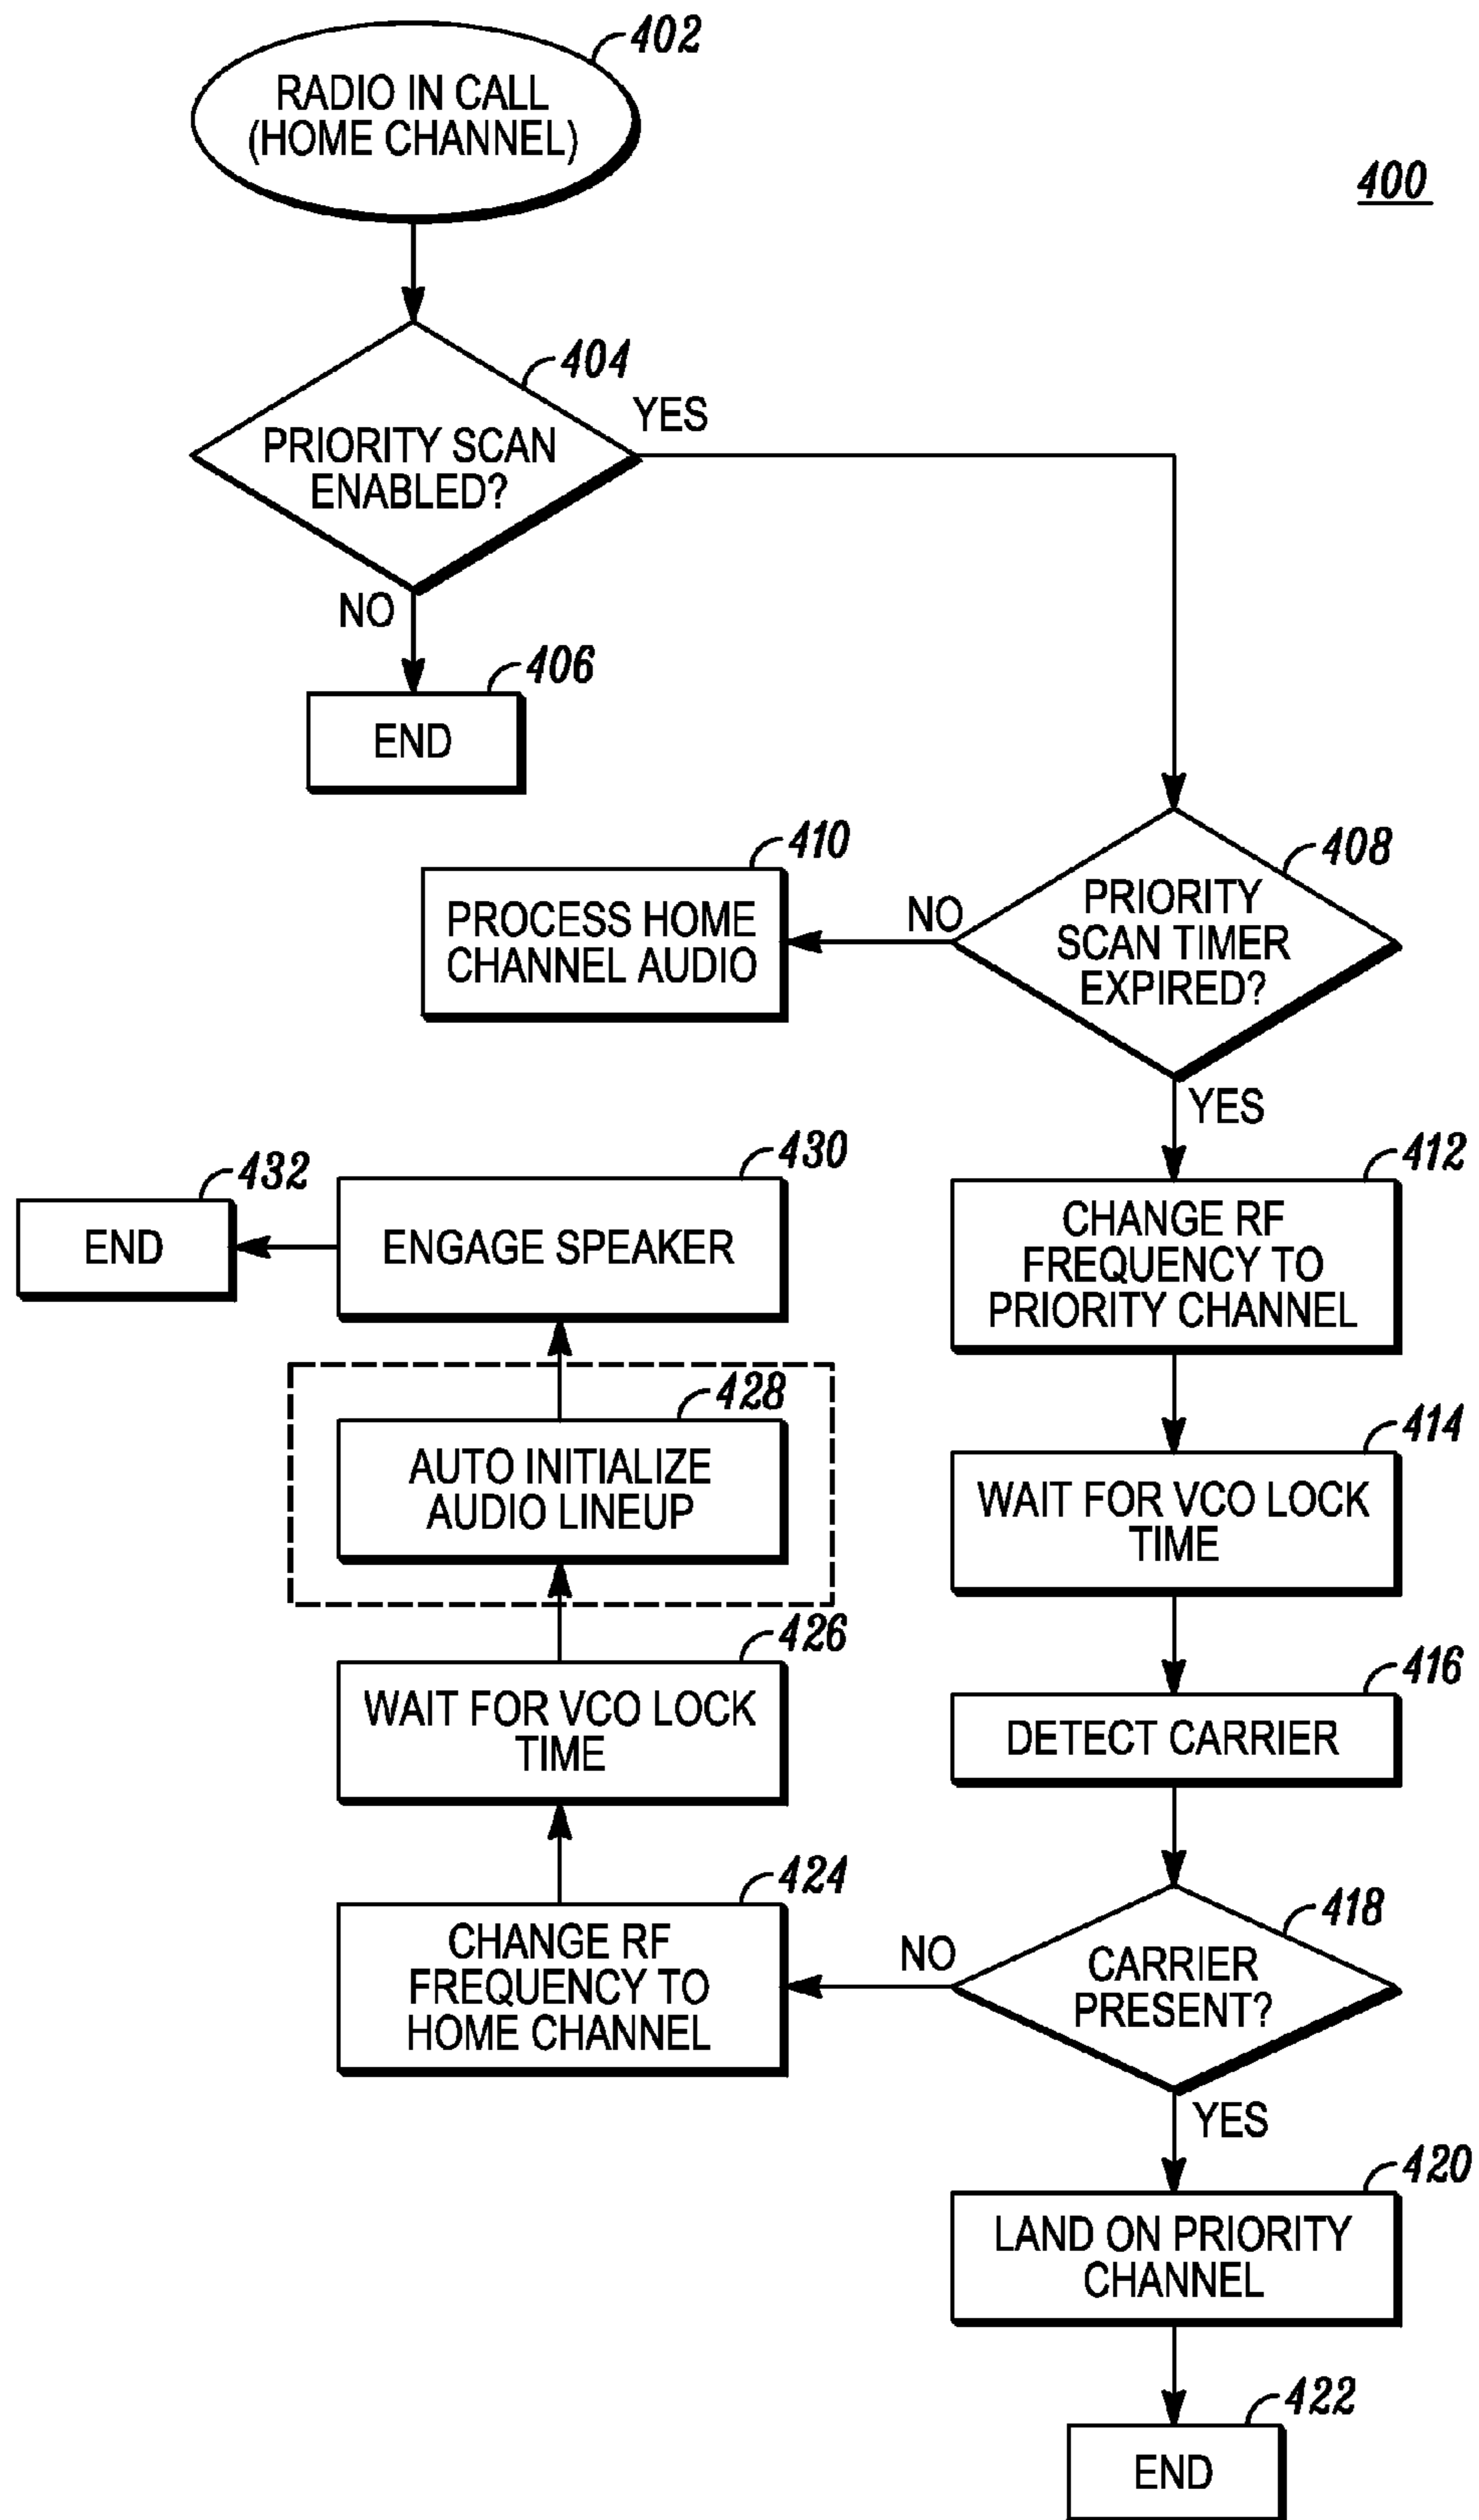 402
RADIO IN CALL
(HOME CHANNEL)
400
404
YES
PRIORITY SCAN
ENABLED?
NO
406
END
410
PROCESS HOME
CHANNEL AUDIO
NO
408
PRIORITY
SCAN TIMER
EXPIRED?
YES
432
END
430
ENGAGE SPEAKER
412
CHANGE RF
FREQUENCY TO
PRIORITY CHANNEL
428
AUTO INITIALIZE
AUDIO LINEUP
414
WAIT FOR VCO LOCK
TIME
426
WAIT FOR VCO LOCK
TIME
416
DETECT CARRIER
424
CHANGE RF
FREQUENCY TO
HOME CHANNEL
NO
418
CARRIER
PRESENT?
YES
420
LAND ON PRIORITY
CHANNEL
422
END